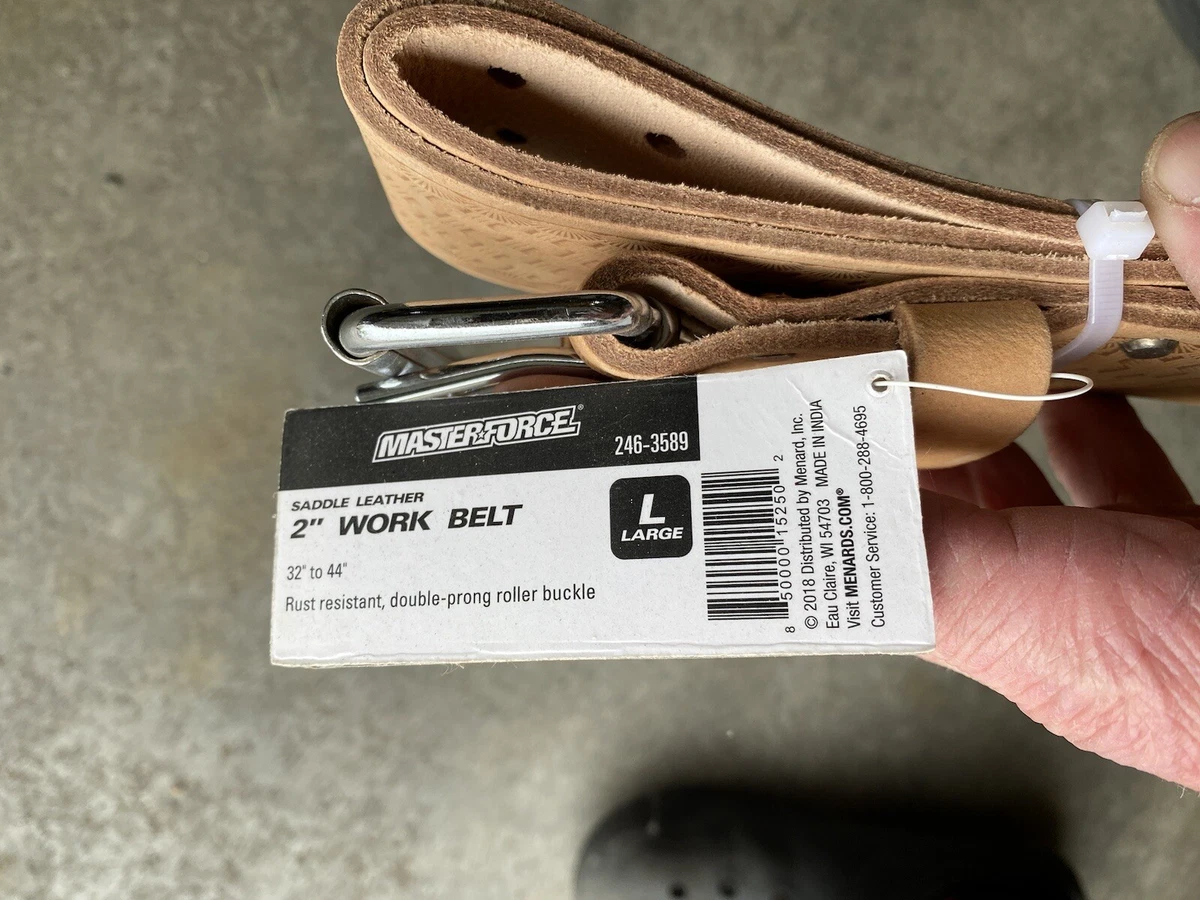 MASTERFORCE®
246-3589
SADDLE LEATHER
2" WORK BELT
L
LARGE
32" to 44"
Rust resistant, double-prong roller buckle
8 50000 15250 2
© 2018 Distributed by Menard, Inc.
Eau Claire, WI 54703 MADE IN INDIA
Visit MENARDS.COM®
Customer Service: 1-800-288-4695